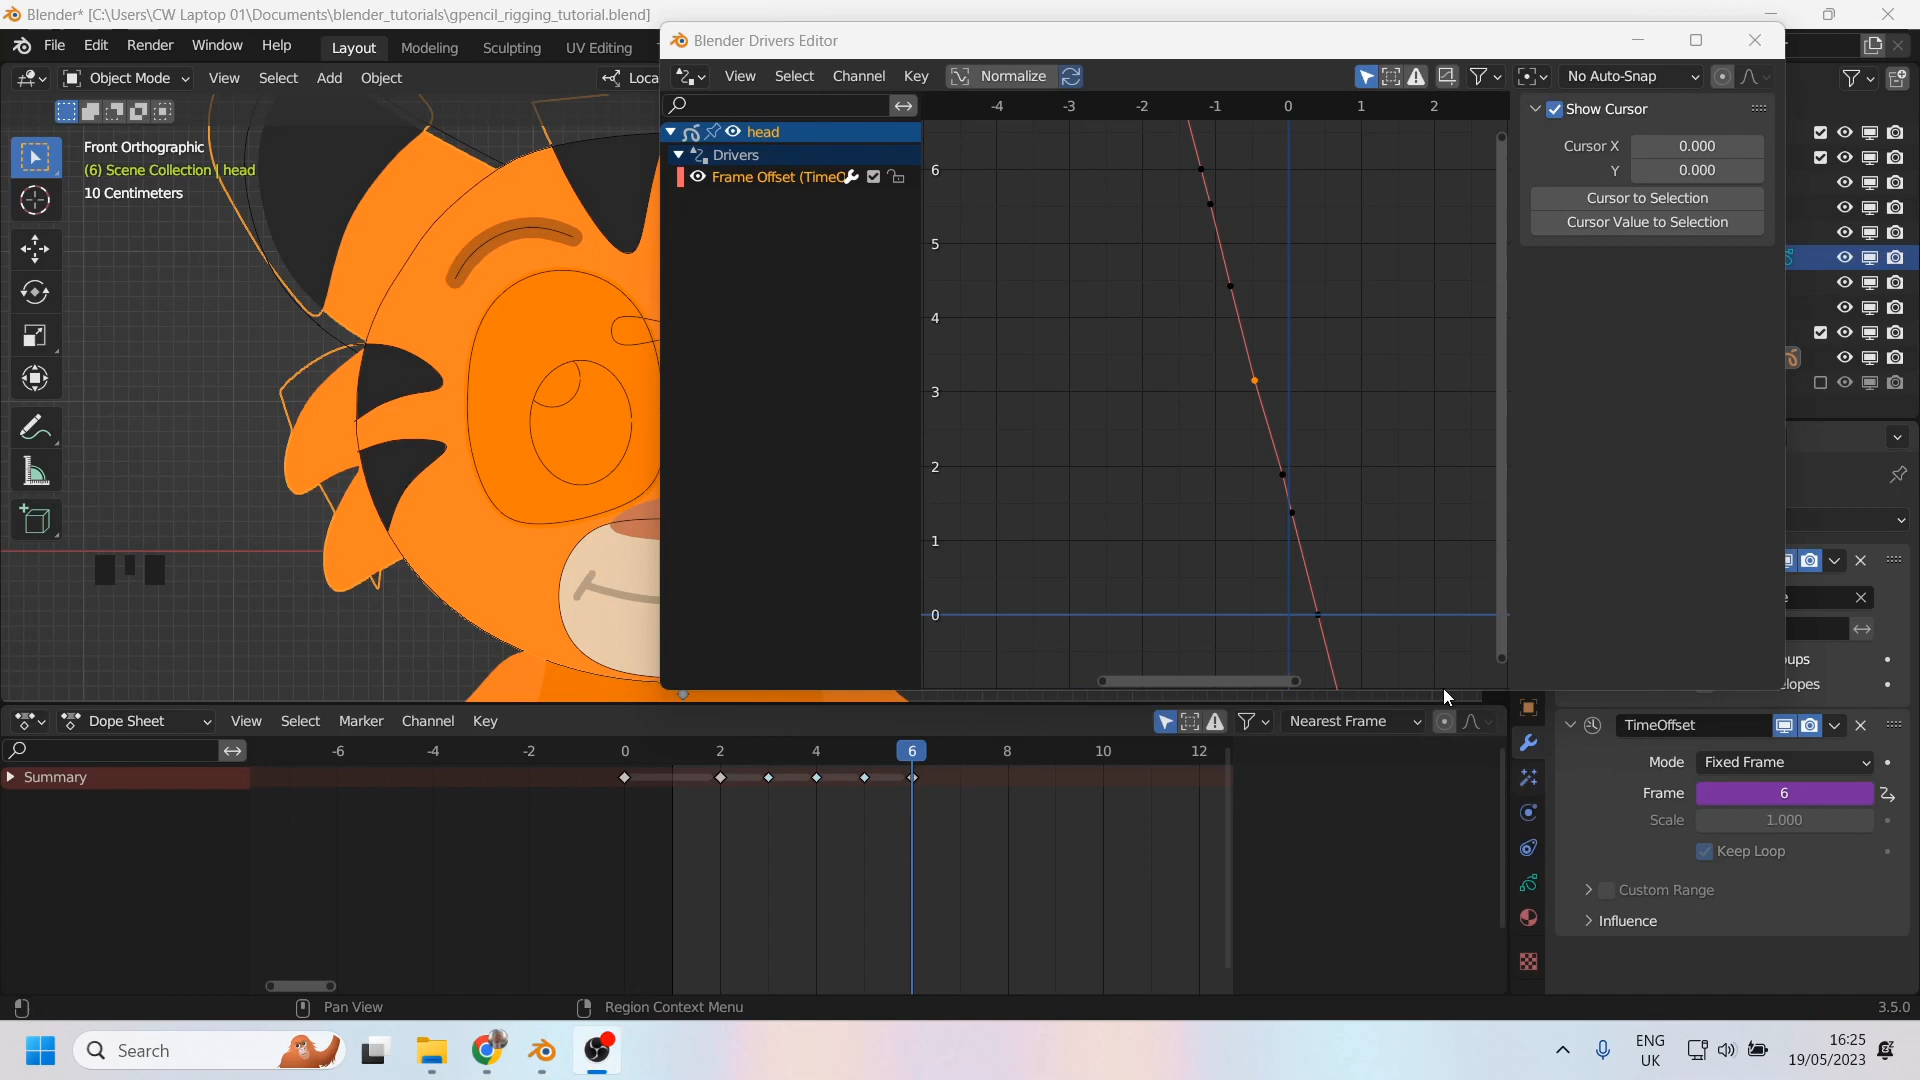 Blender* [C:\Users\CW Laptop 01\Documents\blender_tutorials\gpencil_rigging_tutorial.blend]
File Edit Render Window Help Layout Modeling Sculpting UV Editing
Object Mode View Select Add Object Loca
Front Orthographic
(6) Scene Collection | head
10 Centimeters
Blender Drivers Editor
View Select Channel Key Normalize No Auto-Snap
-4 -3 -2 -1 0 1 2
head
Drivers
Frame Offset (TimeO
6
5
4
3
2
1
0
Show Cursor
Cursor X 0.000
Y 0.000
Cursor to Selection
Cursor Value to Selection
e
ups
elopes
TimeOffset
Mode Fixed Frame
Frame 6
Scale 1.000
Keep Loop
Custom Range
Influence
Dope Sheet View Select Marker Channel Key Nearest Frame
-6 -4 -2 0 2 4 6 8 10 12
Summary
Pan View Region Context Menu 3.5.0
Search
ENG
UK
16:25
19/05/2023